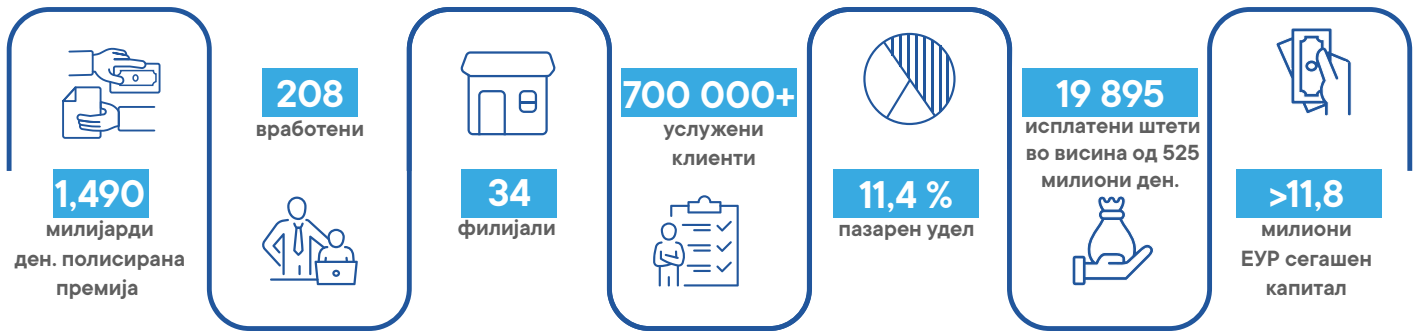 1,490
милијарди
ден. полисирана
премија
208
вработени
34
филијали
700 000+
услужени
клиенти
11,4 %
пазарен удел
19 895
исплатени штети
во висина од 525
милиони ден.
>11,8
милиони
ЕУР сегашен
капитал